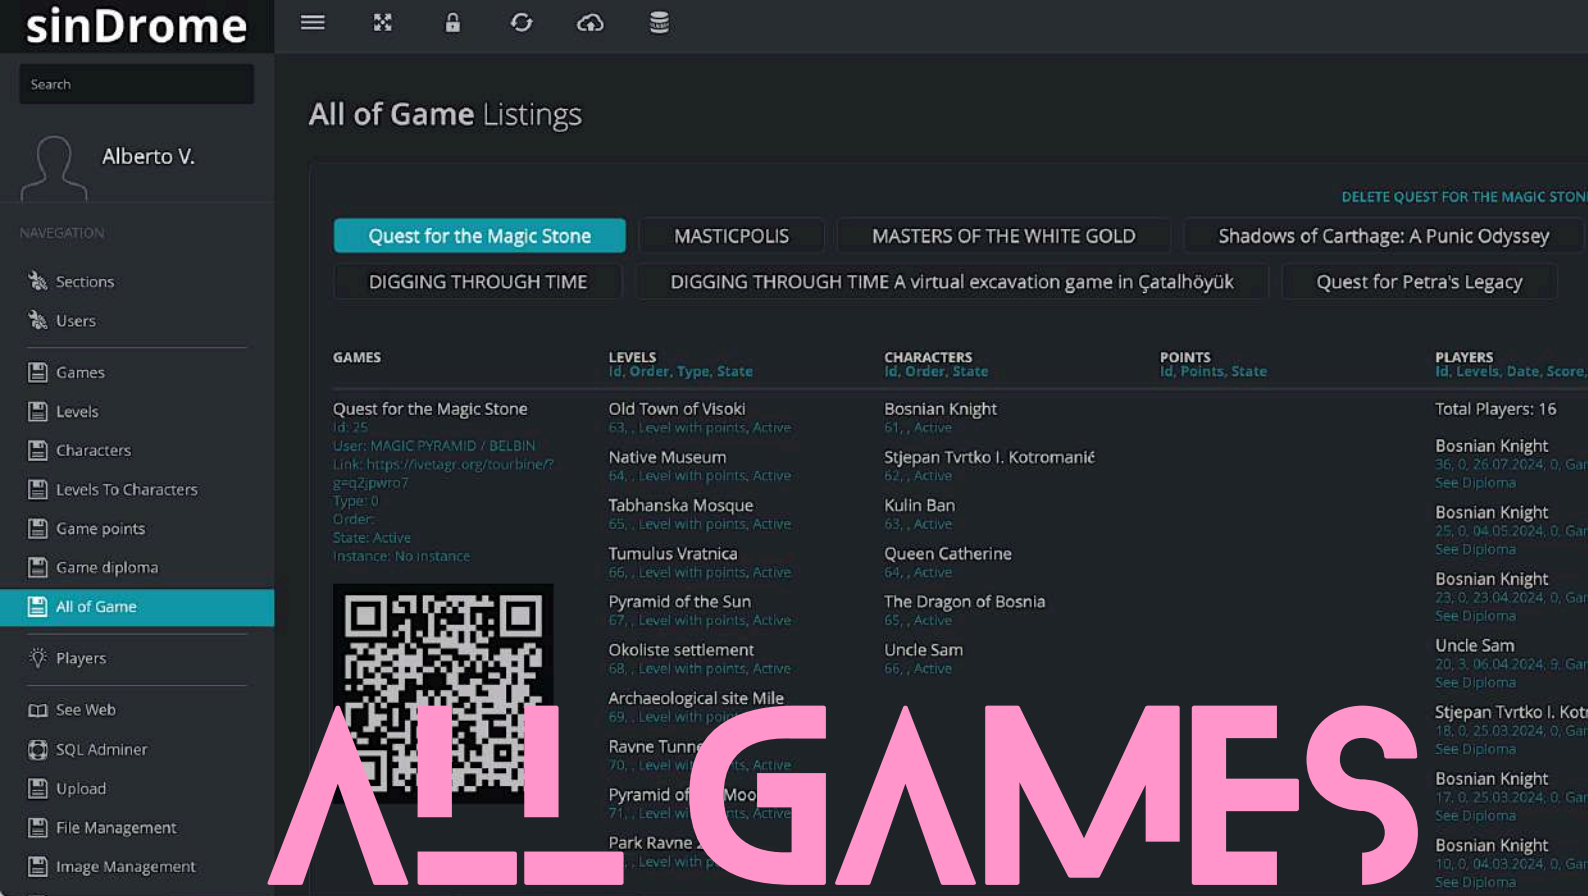 sinDrome
Search
Alberto V.
NAVIGATION
Sections
Users
Games
Levels
Characters
Levels To Characters
Game points
Game diploma
All of Game
Players
See Web
SQL Adminer
Upload
File Management
Image Management
All of Game Listings
DELETE QUEST FOR THE MAGIC STON
Quest for the Magic Stone
MASTICPOLIS
MASTERS OF THE WHITE GOLD
Shadows of Carthage: A Punic Odyssey
DIGGING THROUGH TIME
DIGGING THROUGH TIME A virtual excavation game in Çatalhöyük
Quest for Petra's Legacy
GAMES
Quest for the Magic Stone
Id: 25
User: MAGIC PYRAMID / BELBIN
Link: https://ivetagr.org/tourbine/?
g=q2jpwro7
Type: 0
Order:
State: Active
Instance: No instance
LEVELS
Id, Order, Type, State
Old Town of Visoki
63, , Level with points, Active
Native Museum
64, , Level with points, Active
Tabhanska Mosque
65, , Level with points, Active
Tumulus Vratnica
66, , Level with points, Active
Pyramid of the Sun
67, , Level with points, Active
Okoliste settlement
68, , Level with points, Active
Archaeological site Mile
69, , Level with
Ravne
70, , Level Active
Pyramid of
71, , Level Active
Park Ravne
, Level with
CHARACTERS
Id, Order, State
Bosnian Knight
61, , Active
Stjepan Tvrtko I. Kotromanić
62, , Active
Kulin Ban
63, , Active
Queen Catherine
64, , Active
The Dragon of Bosnia
65, , Active
Uncle Sam
66, , Active
POINTS
Id, Points, State
PLAYERS
Id, Levels, Date, Score,
Total Players: 16
Bosnian Knight
36, 0, 26.07.2024, 0, Gar
See Diploma
Bosnian Knight
25, 0, 04.05.2024, 0, Gar
See Diploma
Bosnian Knight
23, 0, 23.04.2024, 0, Gar
See Diploma
Uncle Sam
20, 3, 06.04.2024, 9, Gar
See Diploma
Stjepan Tvrtko I. Kot
18, 0, 25.03.2024, 0, Gar
See Diploma
Bosnian Knight
17, 0, 25.03.2024, 0, Gar
See Diploma
Bosnian Knight
10, 0, 04.03.2024, 0, Gar
See Diploma
ALL GAMES